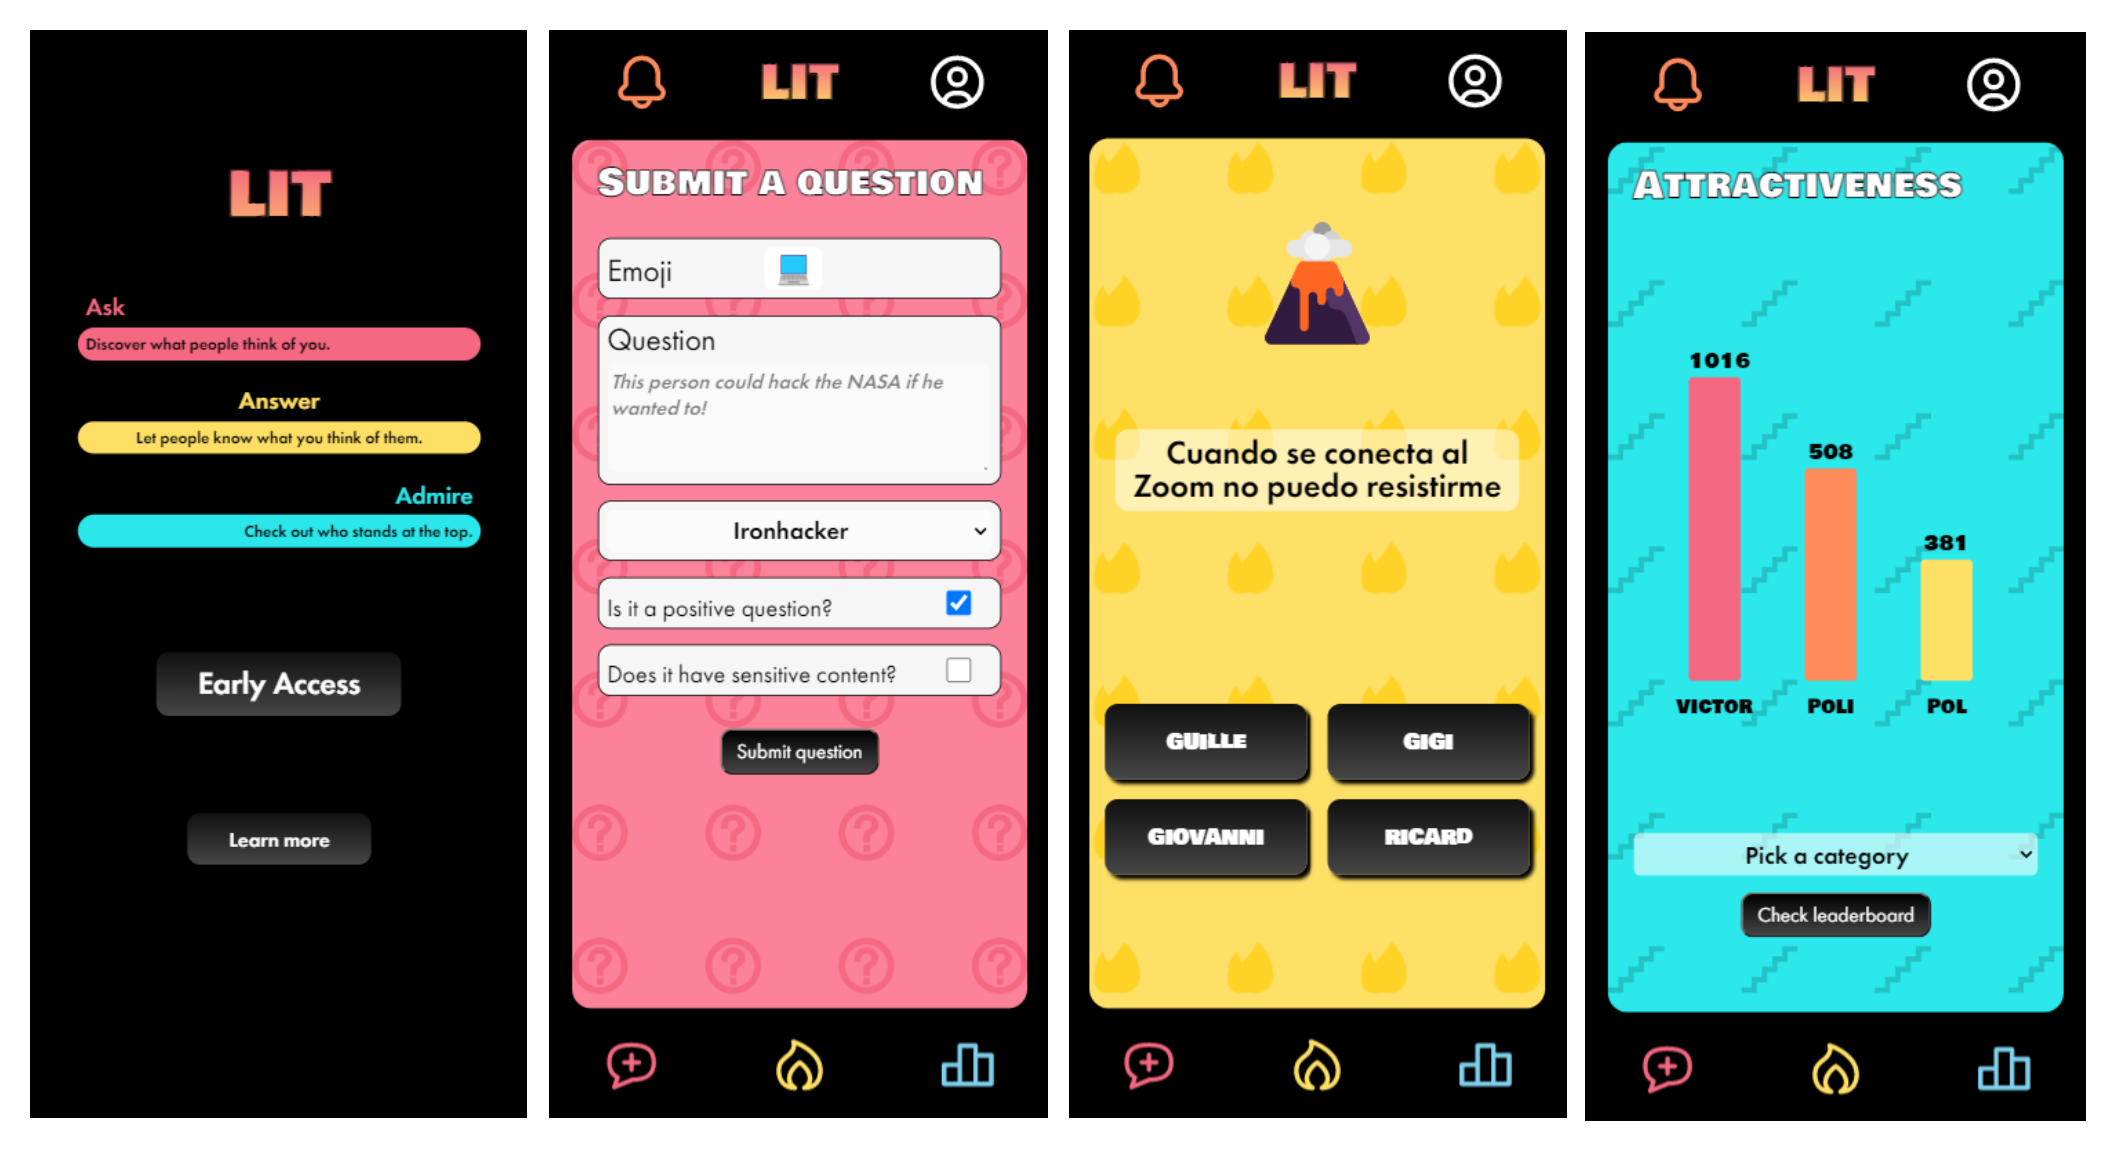 LIT
Ask
Discover what people think of you.
Answer
Let people know what you think of them.
Admire
Check out who stands at the top.
Early Access
Learn more
LIT
SUBMIT A QUESTION
Emoji
Question
This person could hack the NASA if he
wanted to!
Ironhacker
Is it a positive question?
Does it have sensitive content?
Submit question
LIT
Cuando se conecta al
Zoom no puedo resistirme
GUILLE
GIGI
GIOVANNI
RICARD
LIT
ATTRACTIVENESS
1016
508
381
VICTOR
POLI
POL
Pick a category
Check leaderboard